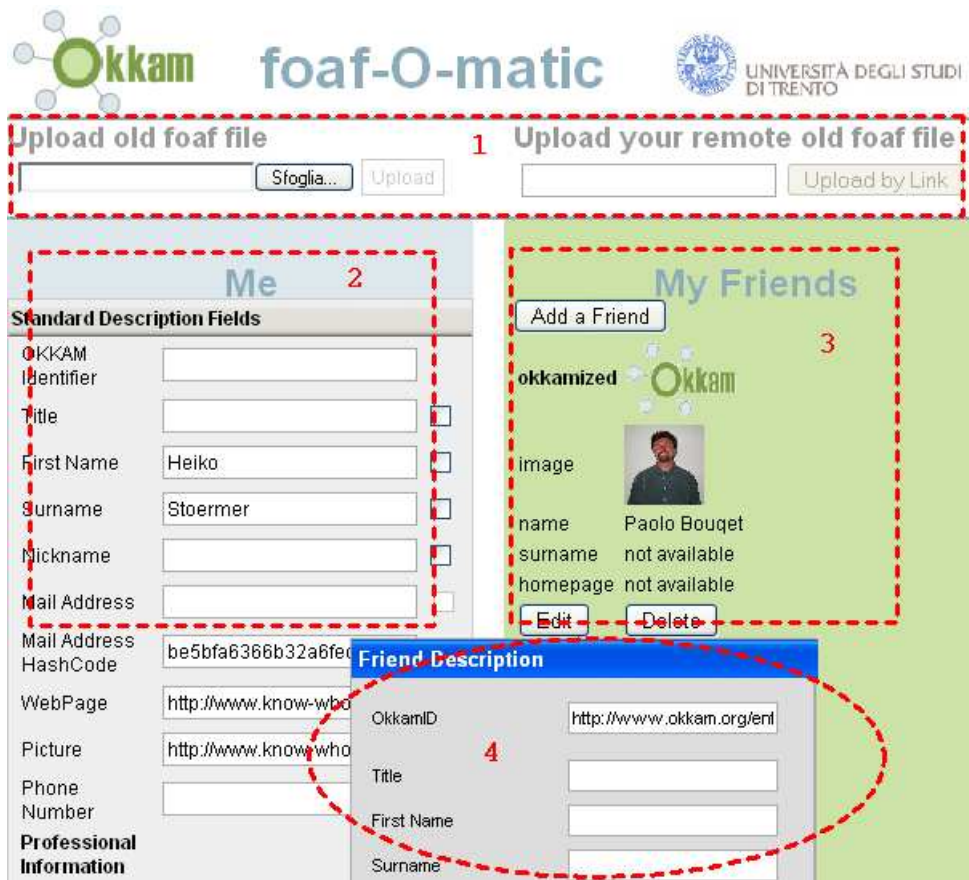 Okkam
foaf-O-matic
UNIVERSITÀ DEGLI STUDI
DI TRENTO
Upload old foaf file
1
Upload your remote old foaf file
Sfoglia...
Upload
Upload by Link
Me
2
Standard Description Fields
OKKAM
Identifier
Title
First Name
Heiko
Surname
Stoermer
Nickname
Mail Address
Mail Address
HashCode
be5bfa6366b32a6fec
WebPage
http://www.know-who
Picture
http://www.know-who
Phone
Number
Professional
Information
My Friends
Add a Friend
3
okkamized
Okkam
image
name Paolo Bouqet
surname not available
homepage not available
Edit
Delete
Friend Description
OkkamID
http://www.okkam.org/ent
4
Title
First Name
Surname